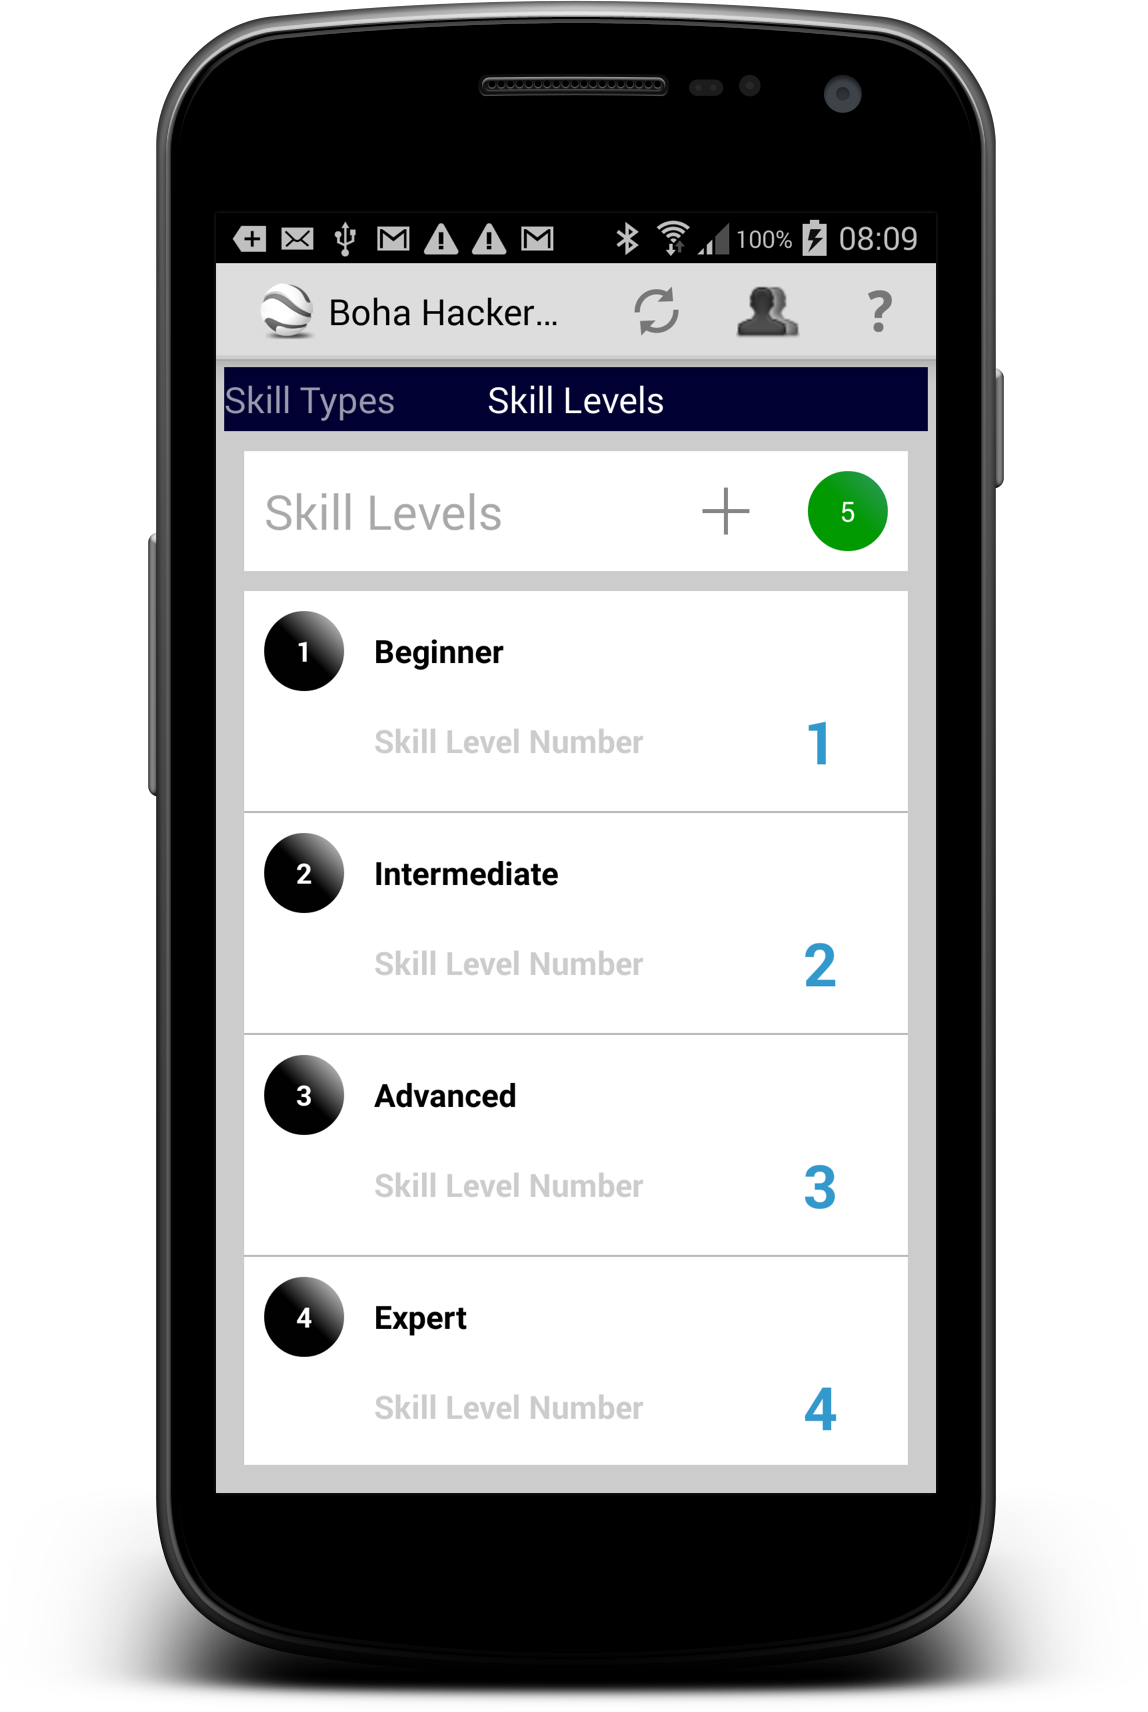 100% 08:09
Boha Hacker... ?
Skill Types Skill Levels
Skill Levels + 5
1 Beginner
Skill Level Number 1
2 Intermediate
Skill Level Number 2
3 Advanced
Skill Level Number 3
4 Expert
Skill Level Number 4